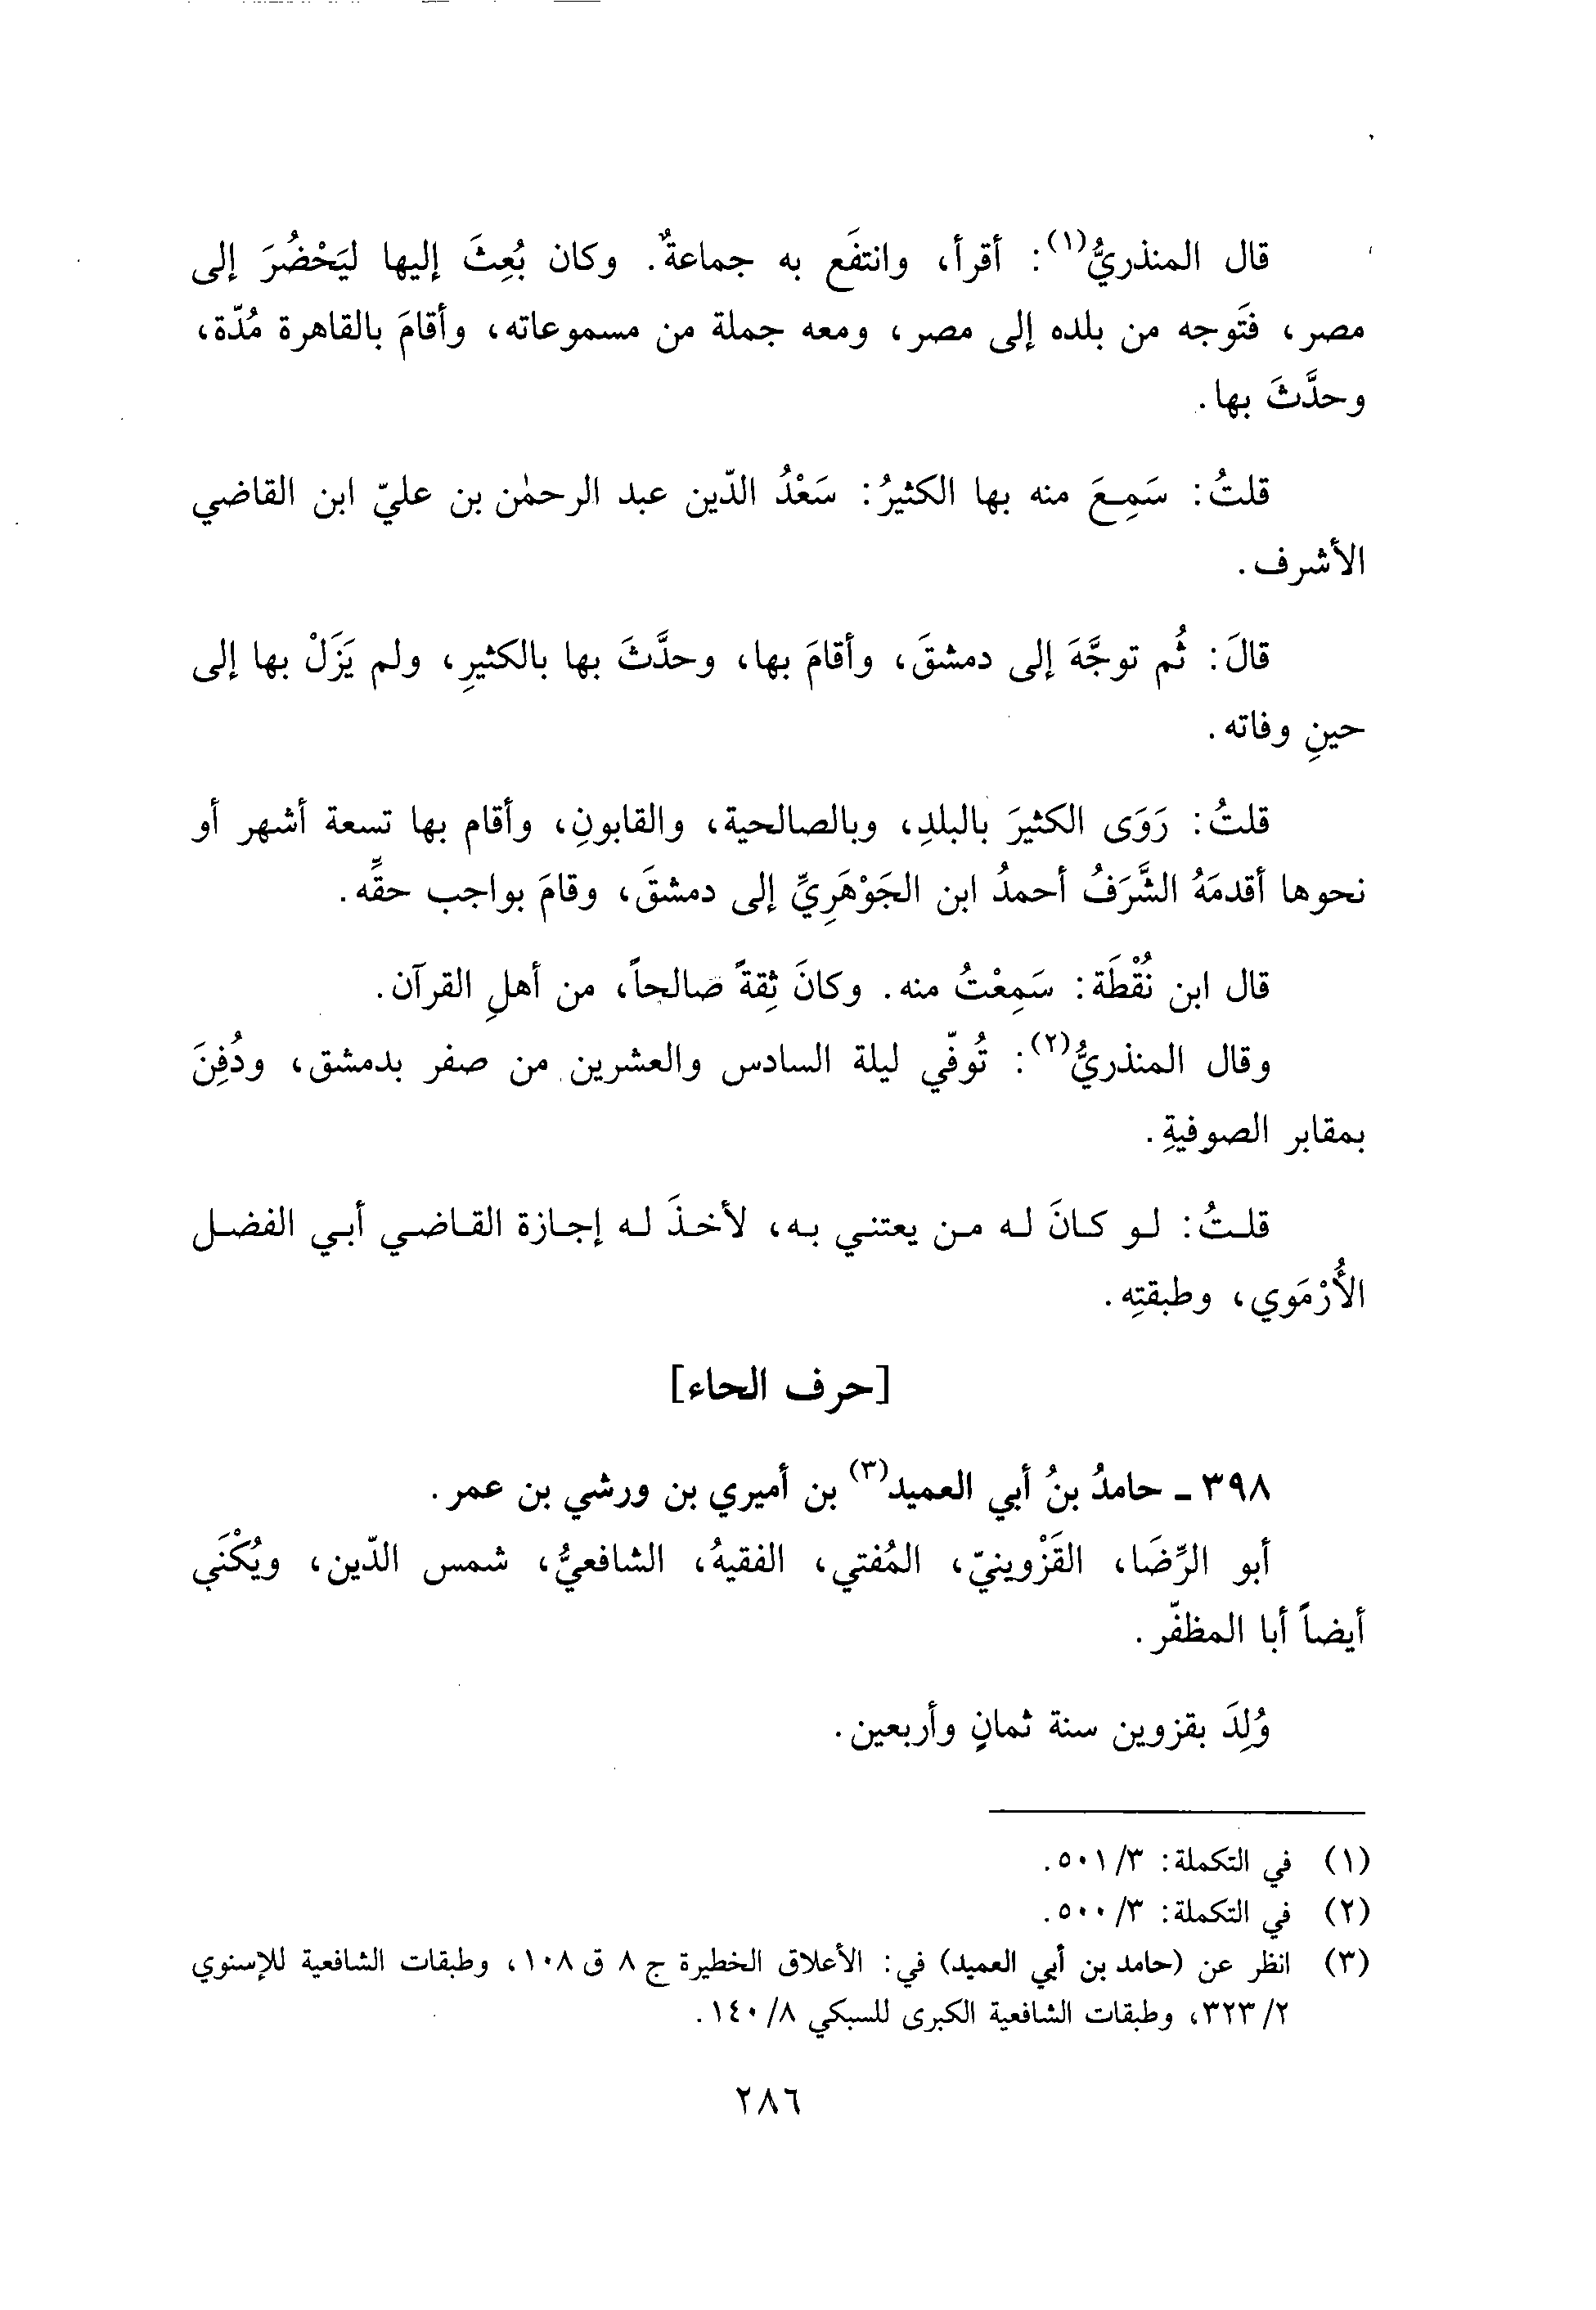 قال المنذريُّ(١): أقرأ، وانتفَع به جماعةٌ. وكان بُعِثَ إليها ليَحْضُرَ إلى
مصر، فتَوجه من بلده إلى مصر، ومعه جملة من مسموعاته، وأقامَ بالقاهرة مُدّة،
وحدَّثَ بها.
قلتُ: سَمِعَ منه بها الكثيرُ: سَعْدُ الدّين عبد الرحمٰن بن عليّ ابن القاضي
الأشرف.
قالَ: ثُم توجَّهَ إلى دمشقَ، وأقامَ بها، وحدَّثَ بها بالكثيرِ، ولم يَزَلْ بها إلى
حينِ وفاته.
قلتُ: رَوَى الكثيرَ بالبلدِ، وبالصالحية، والقابونِ، وأقام بها تسعة أشهر أو
نحوها أقدمَهُ الشَّرَفُ أحمدُ ابن الجَوْهَرِيِّ إلى دمشقَ، وقامَ بواجب حقِّه.
قال ابن نُقْطَة: سَمِعْتُ منه. وكانَ ثِقةً صالحاً، من أهلِ القرآن.
وقال المنذريُّ(٢): تُوفّي ليلة السادس والعشرين من صفر بدمشق، ودُفِنَ
بمقابر الصوفيةِ.
قلتُ: لو كانَ له من يعتني به، لأخذَ له إجازة القاضي أبي الفضل
الأُرْمَوي، وطبقتِه.
[حرف الحاء]
٣٩٨ ـ حامدُ بنُ أبي العميد(٣) بن أميري بن ورشي بن عمر.
أبو الرِّضَا، القَزْوينيّ، المُفتي، الفقيهُ، الشافعيُّ، شمس الدّين، ويُكْنَى
أيضاً أبا المظفّر.
وُلِدَ بقزوين سنة ثمانٍ وأربعين.
(١) في التكملة: ٣/ ٥٠١.
(٢) في التكملة: ٣/ ٥٠٠.
(٣) انظر عن (حامد بن أبي العميد) في: الأعلاق الخطيرة ج ٨ ق ١٠٨، وطبقات الشافعية للإسنوي
٢/ ٣٢٣، وطبقات الشافعية الكبرى للسبكي ٨/ ١٤٠.
٢٨٦